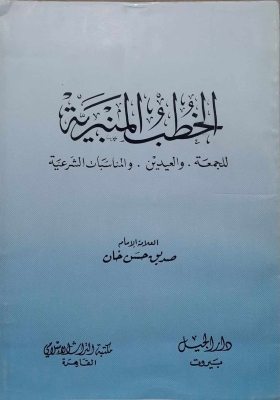 الخطب المنبرية
للجمعة . والعيدين . والمناسبات الشرعية
العلامة الإمام
صديق حسن خان
دار الجيل
بيروت
مكتبة التراث الإسلامي
القاهرة